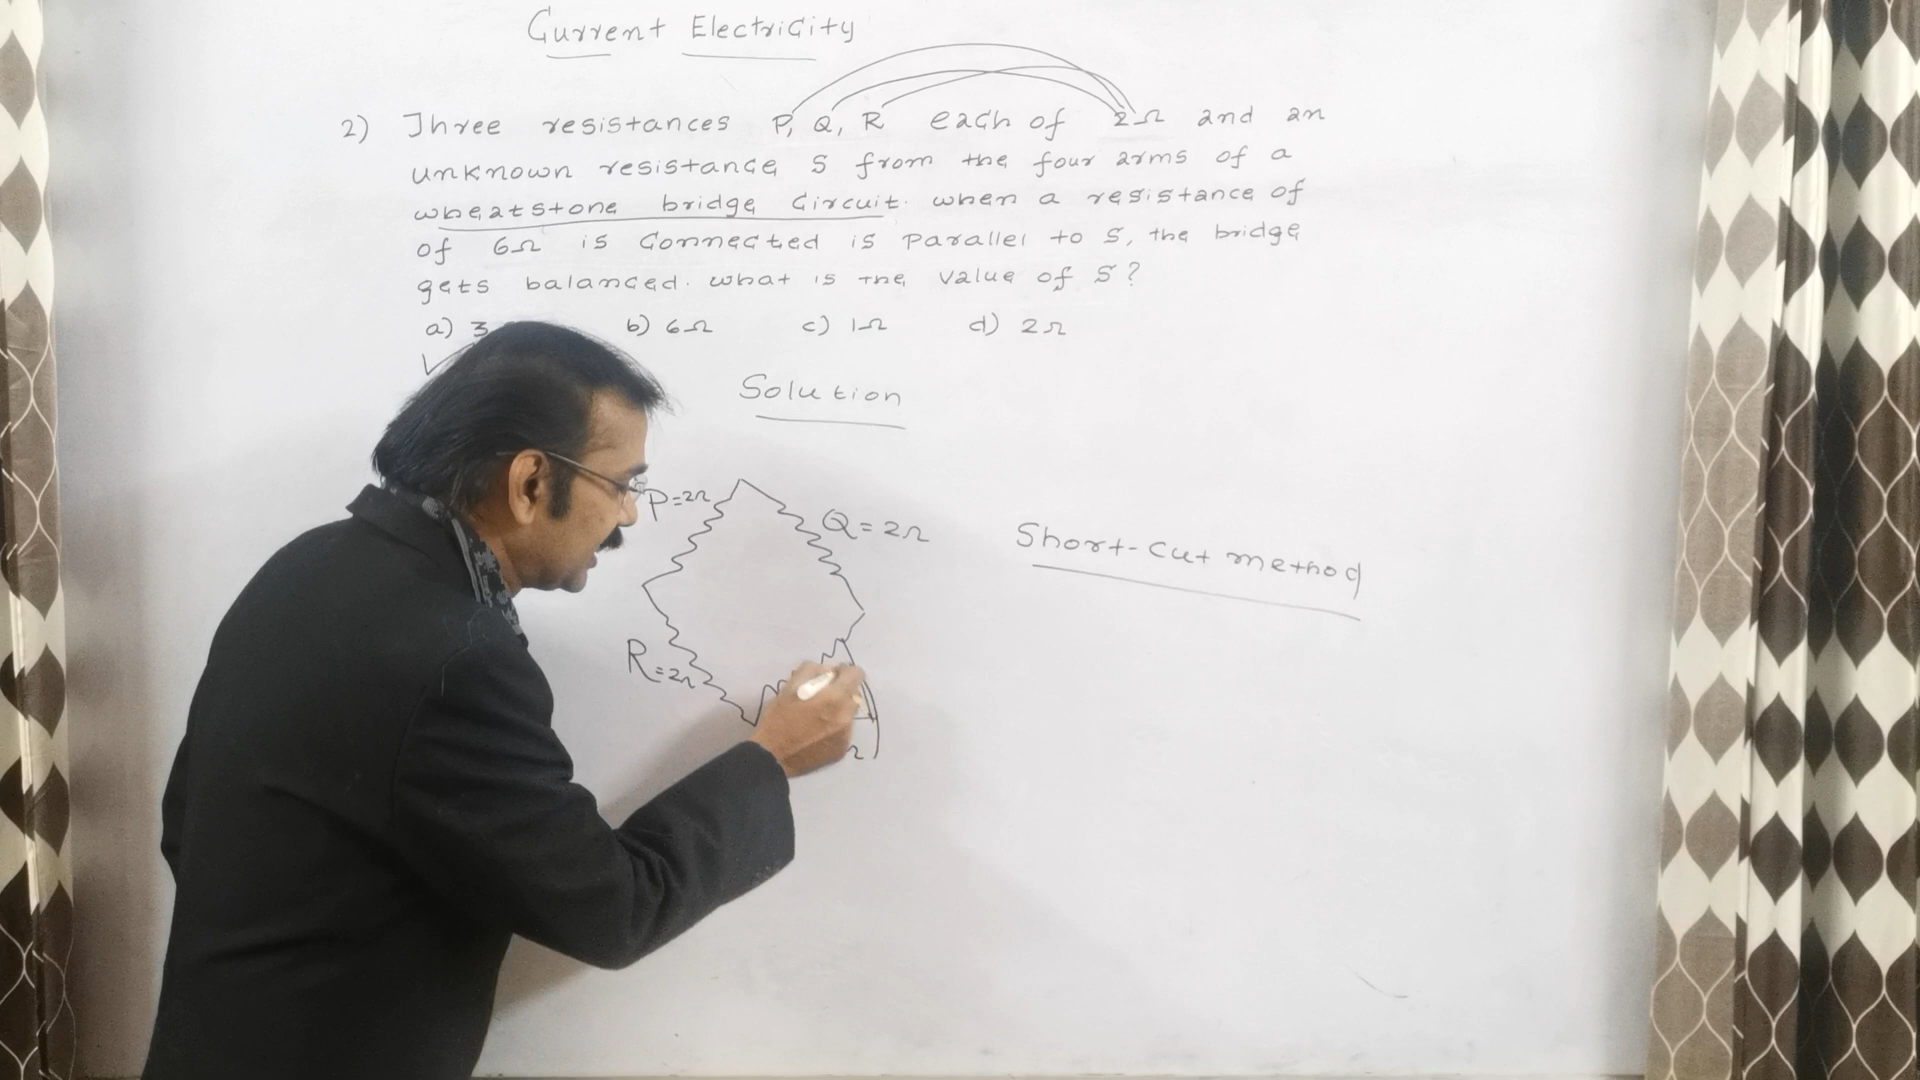 Current Electricity
2) Three resistances P, Q, R each of 2Ω and an
unknown resistance S from the four arms of a
wheatstone bridge Circuit. when a resistance of
of 6Ω is Connected is Parallel to S, the bridge
gets balanced. what is the value of S?
a) 3 b) 6Ω c) 1Ω d) 2Ω
Solution
P=2Ω
Q=2Ω
Short-Cut method
R=2Ω